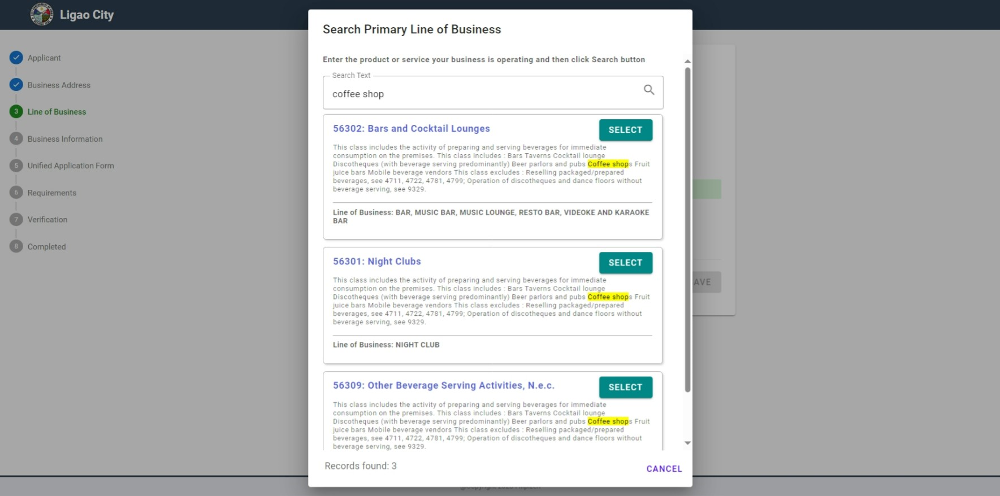 Ligao City
Applicant
Business Address
3 Line of Business
4 Business Information
5 Unified Application Form
6 Requirements
7 Verification
8 Completed
Search Primary Line of Business
Enter the product or service your business is operating and then click Search button
Search Text
coffee shop
56302: Bars and Cocktail Lounges
SELECT
This class includes the activity of preparing and serving beverages for immediate
consumption on the premises. This class includes : Bars Taverns Cocktail lounge
Discotheques (with beverage serving predominantly) Beer parlors and pubs Coffee shops Fruit
juice bars Mobile beverage vendors This class excludes : Reselling packaged/prepared
beverages, see 4711, 4722, 4781, 4799; Operation of discotheques and dance floors without
beverage serving, see 9329.
Line of Business: BAR, MUSIC BAR, MUSIC LOUNGE, RESTO BAR, VIDEOKE AND KARAOKE
BAR
56301: Night Clubs
SELECT
This class includes the activity of preparing and serving beverages for immediate
consumption on the premises. This class includes : Bars Taverns Cocktail lounge
Discotheques (with beverage serving predominantly) Beer parlors and pubs Coffee shops Fruit
juice bars Mobile beverage vendors This class excludes : Reselling packaged/prepared
beverages, see 4711, 4722, 4781, 4799; Operation of discotheques and dance floors without
beverage serving, see 9329.
Line of Business: NIGHT CLUB
56309: Other Beverage Serving Activities, N.e.c.
SELECT
This class includes the activity of preparing and serving beverages for immediate
consumption on the premises. This class includes : Bars Taverns Cocktail lounge
Discotheques (with beverage serving predominantly) Beer parlors and pubs Coffee shops Fruit
juice bars Mobile beverage vendors This class excludes : Reselling packaged/prepared
beverages, see 4711, 4722, 4781, 4799; Operation of discotheques and dance floors without
beverage serving, see 9329.
Records found: 3
CANCEL
AVE